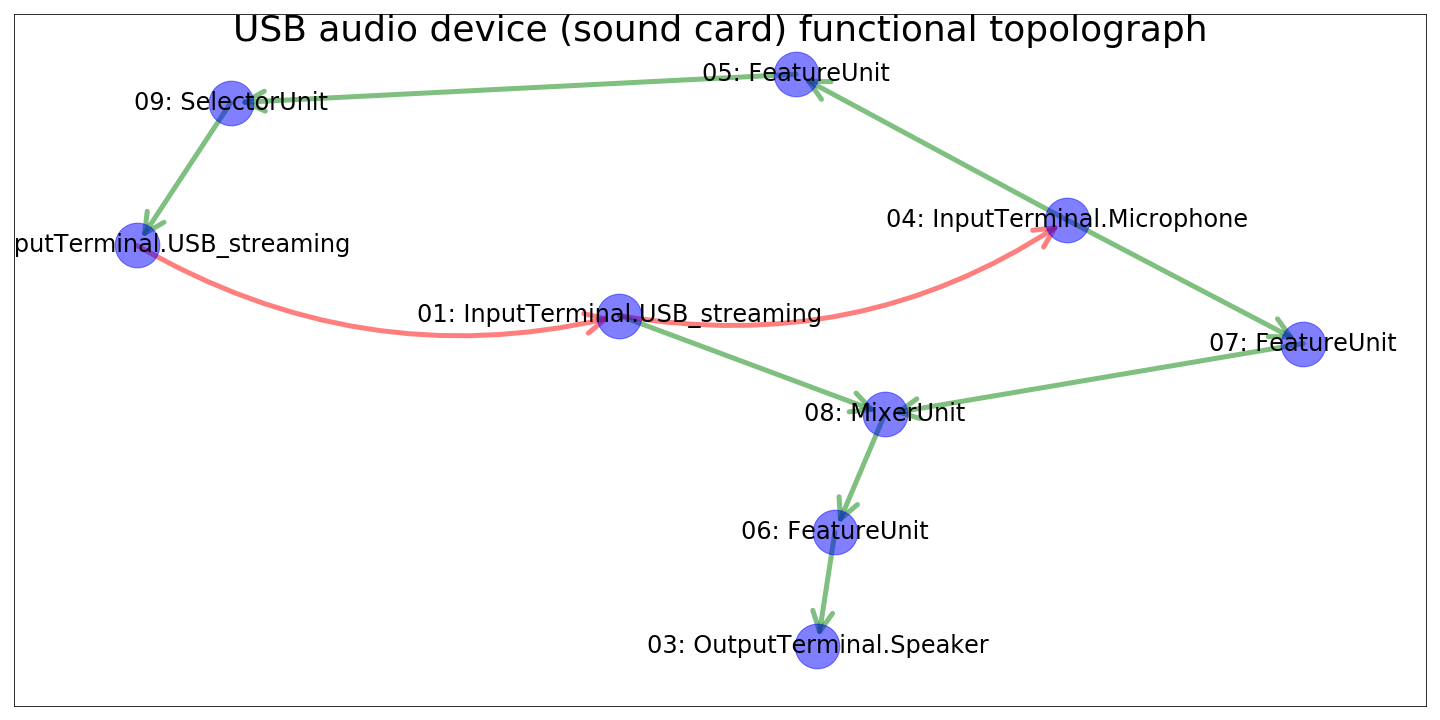 USB audio device (sound card) functional topolograph
05: FeatureUnit
09: SelectorUnit
04: InputTerminal.Microphone
putTerminal.USB_streaming
01: InputTerminal.USB_streaming
07: FeatureUnit
08: MixerUnit
06: FeatureUnit
03: OutputTerminal.Speaker